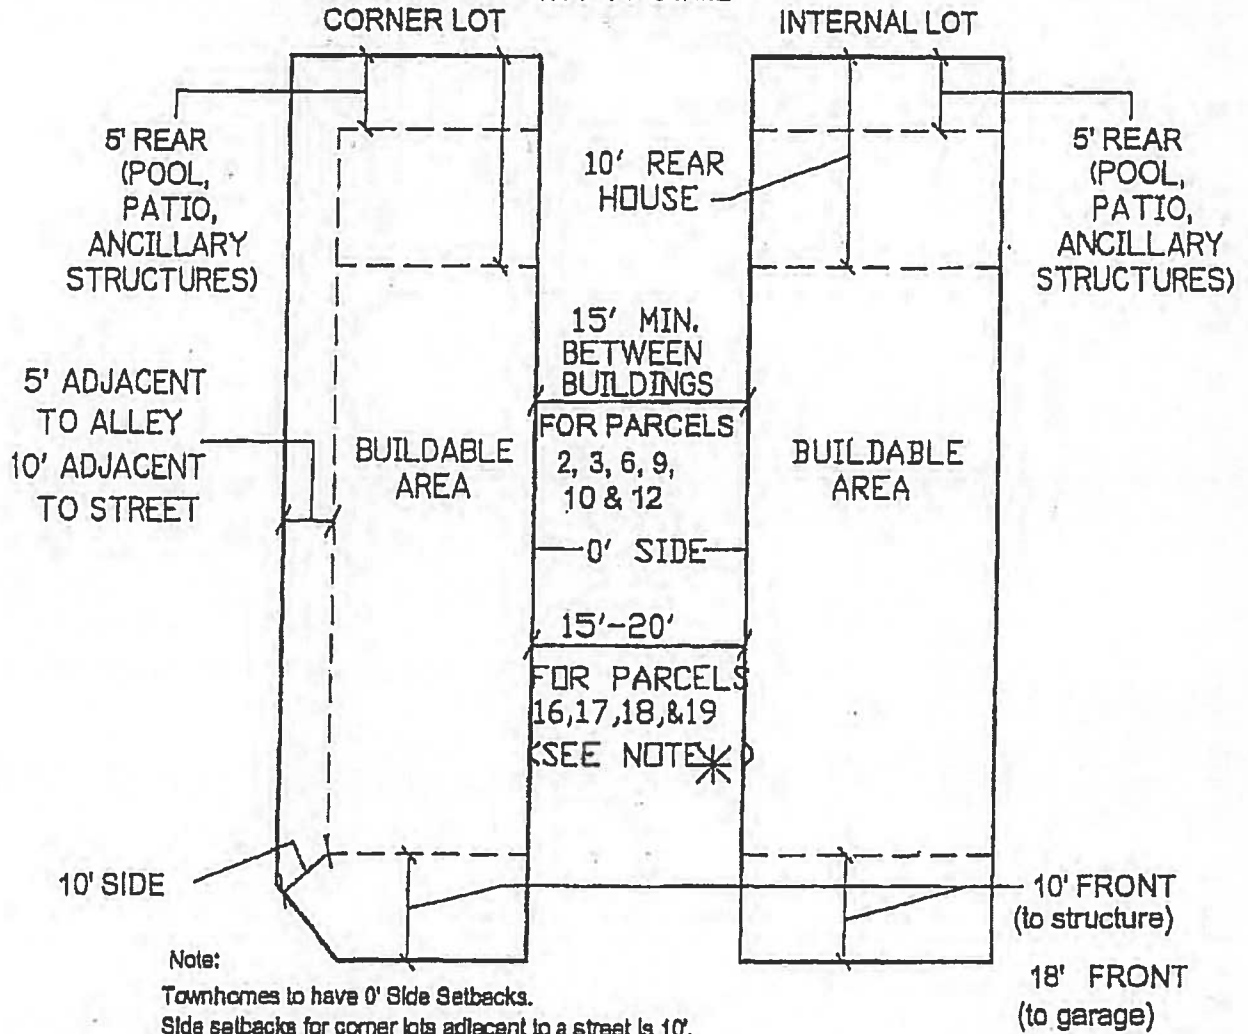 CORNER LOT
INTERNAL LOT
5' REAR
(POOL,
PATIO,
ANCILLARY
STRUCTURES)
10' REAR
HOUSE
5' REAR
(POOL,
PATIO,
ANCILLARY
STRUCTURES)
15' MIN.
BETWEEN
BUILDINGS
5' ADJACENT
TO ALLEY
10' ADJACENT
TO STREET
BUILDABLE
AREA
FOR PARCELS
2, 3, 6, 9,
10 & 12
BUILDABLE
AREA
0' SIDE
15'-20'
FOR PARCELS
16,17,18,&19
(SEE NOTE * )
10' SIDE
10' FRONT
(to structure)
18' FRONT
(to garage)
Note:
Townhomes to have 0' Side Setbacks.
Side setbacks for corner lots adjacent to a street is 10'.